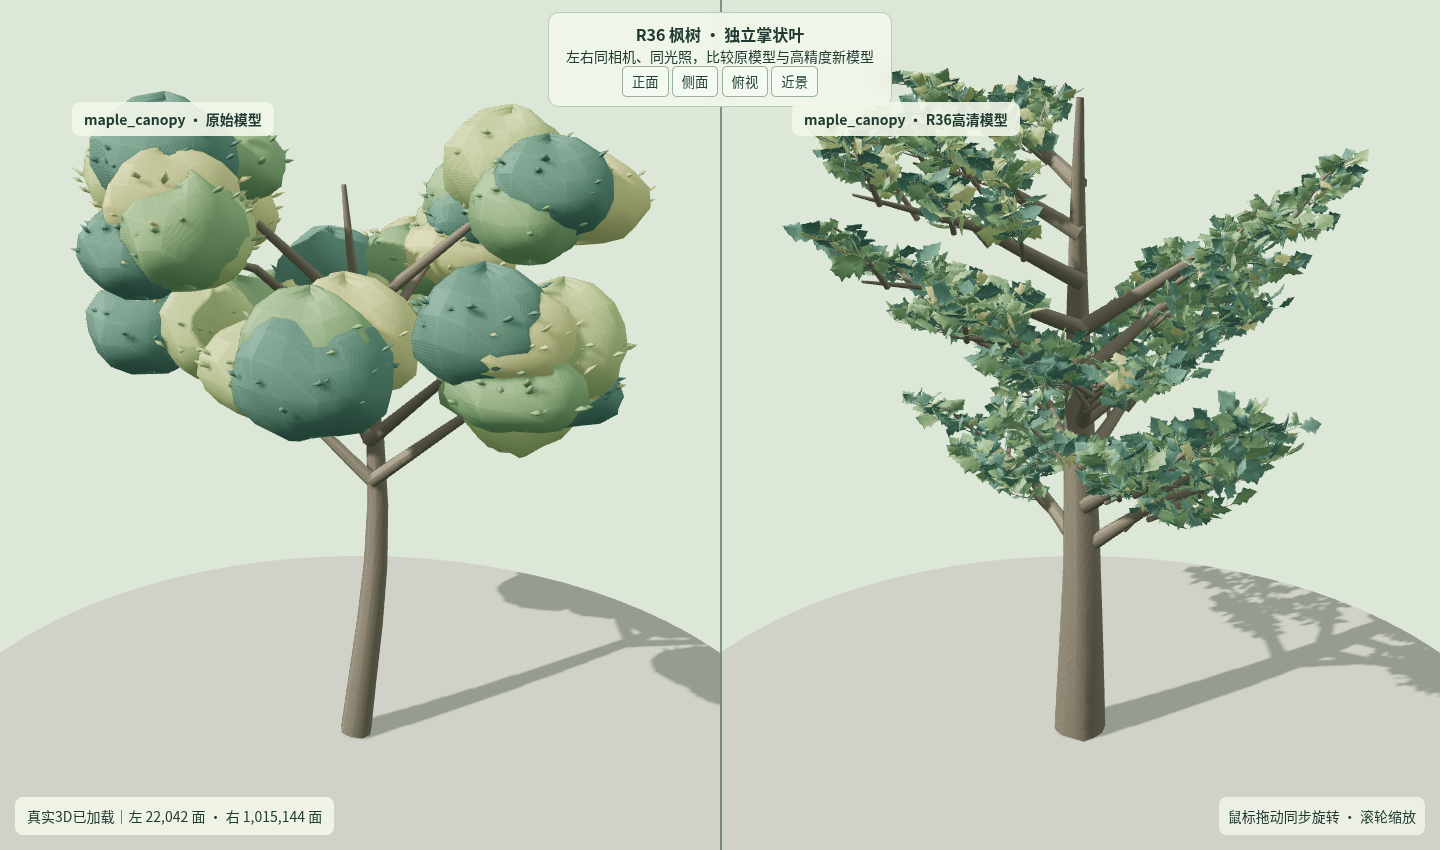 R36 枫树 · 独立掌状叶
左右同相机、同光照，比较原模型与高精度新模型
正面 侧面 俯视 近景
maple_canopy · 原始模型
maple_canopy · R36高清模型
真实3D已加载｜左 22,042 面 · 右 1,015,144 面
鼠标拖动同步旋转 · 滚轮缩放